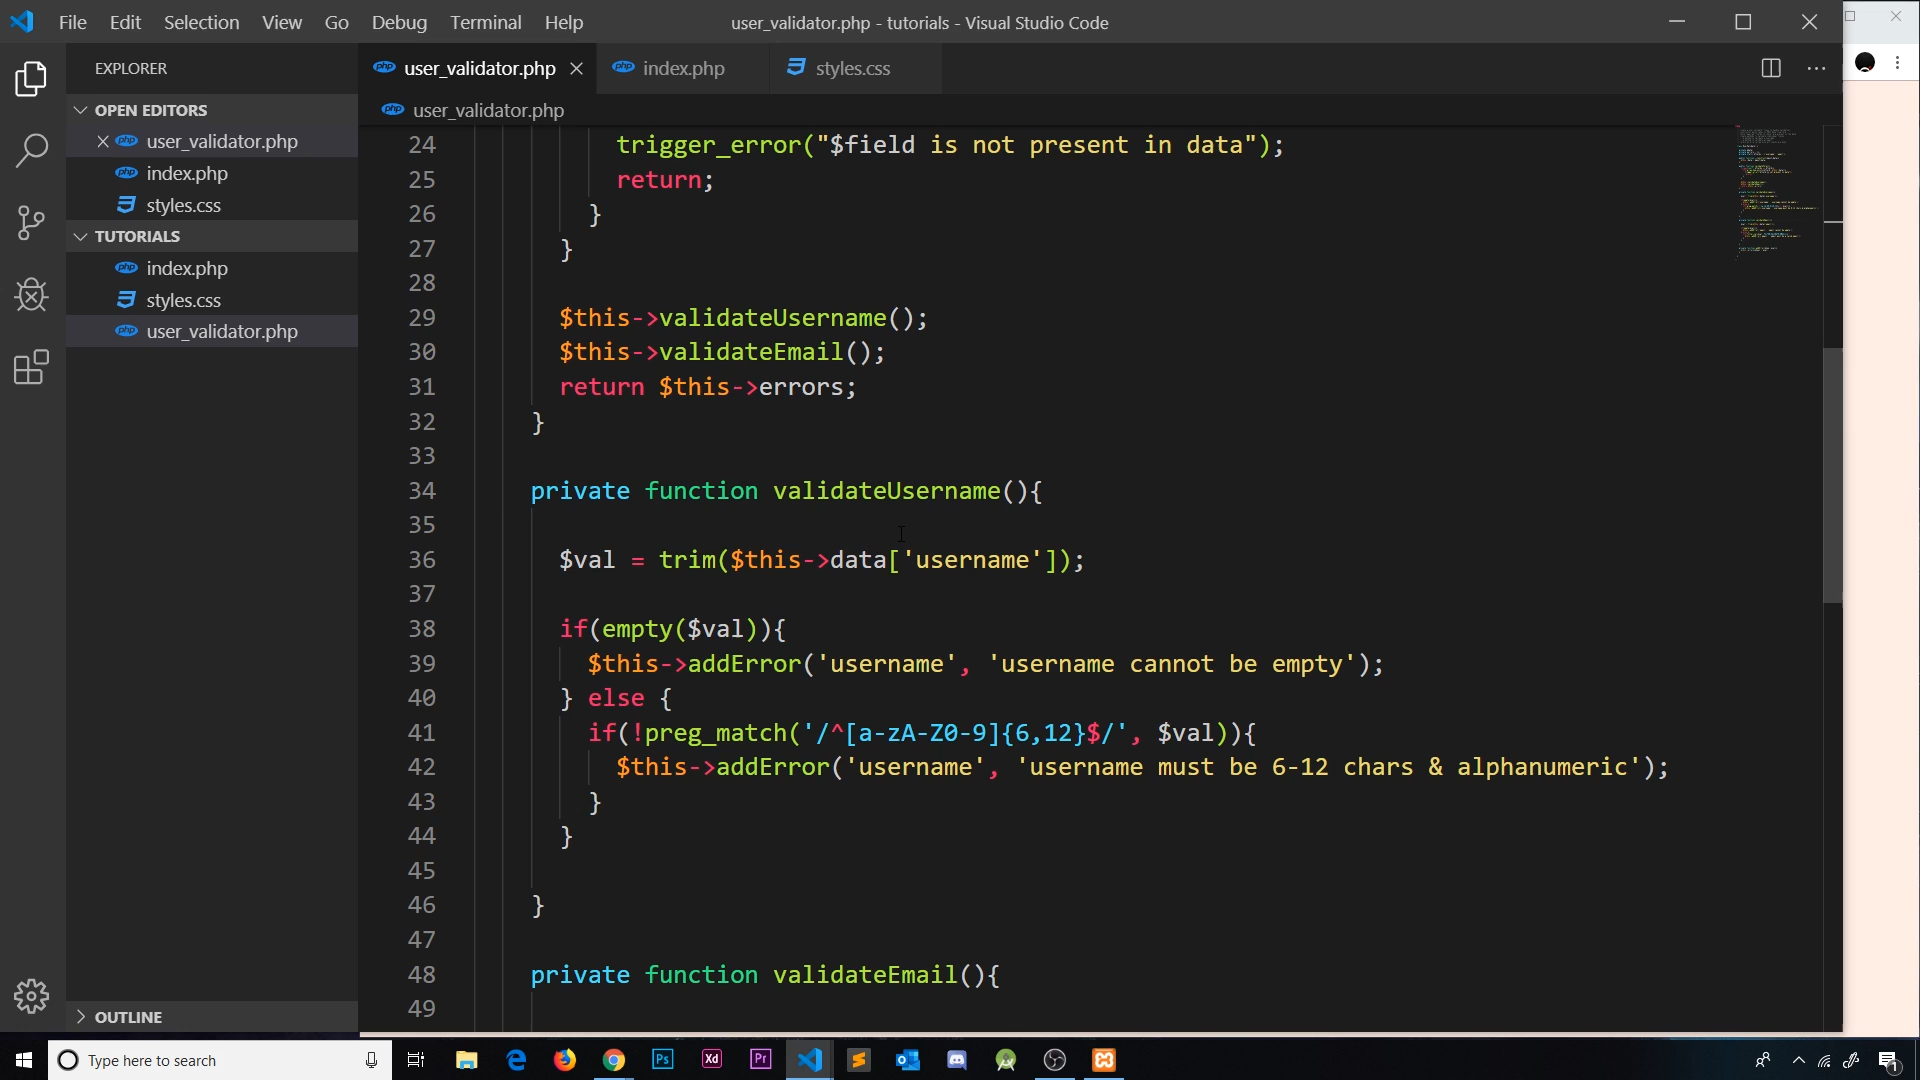 File Edit Selection View Go Debug Terminal Help
user_validator.php - tutorials - Visual Studio Code
EXPLORER
OPEN EDITORS
user_validator.php
index.php
styles.css
TUTORIALS
index.php
styles.css
user_validator.php
OUTLINE
user_validator.php index.php styles.css
user_validator.php
24 trigger_error("$field is not present in data");
25 return;
26 }
27 }
28
29 $this->validateUsername();
30 $this->validateEmail();
31 return $this->errors;
32 }
33
34 private function validateUsername(){
35
36 $val = trim($this->data['username']);
37
38 if(empty($val)){
39 $this->addError('username', 'username cannot be empty');
40 } else {
41 if(!preg_match('/^[a-zA-Z0-9]{6,12}$/', $val)){
42 $this->addError('username', 'username must be 6-12 chars & alphanumeric');
43 }
44 }
45
46 }
47
48 private function validateEmail(){
49
Type here to search
Ps
Xd
Pr
1